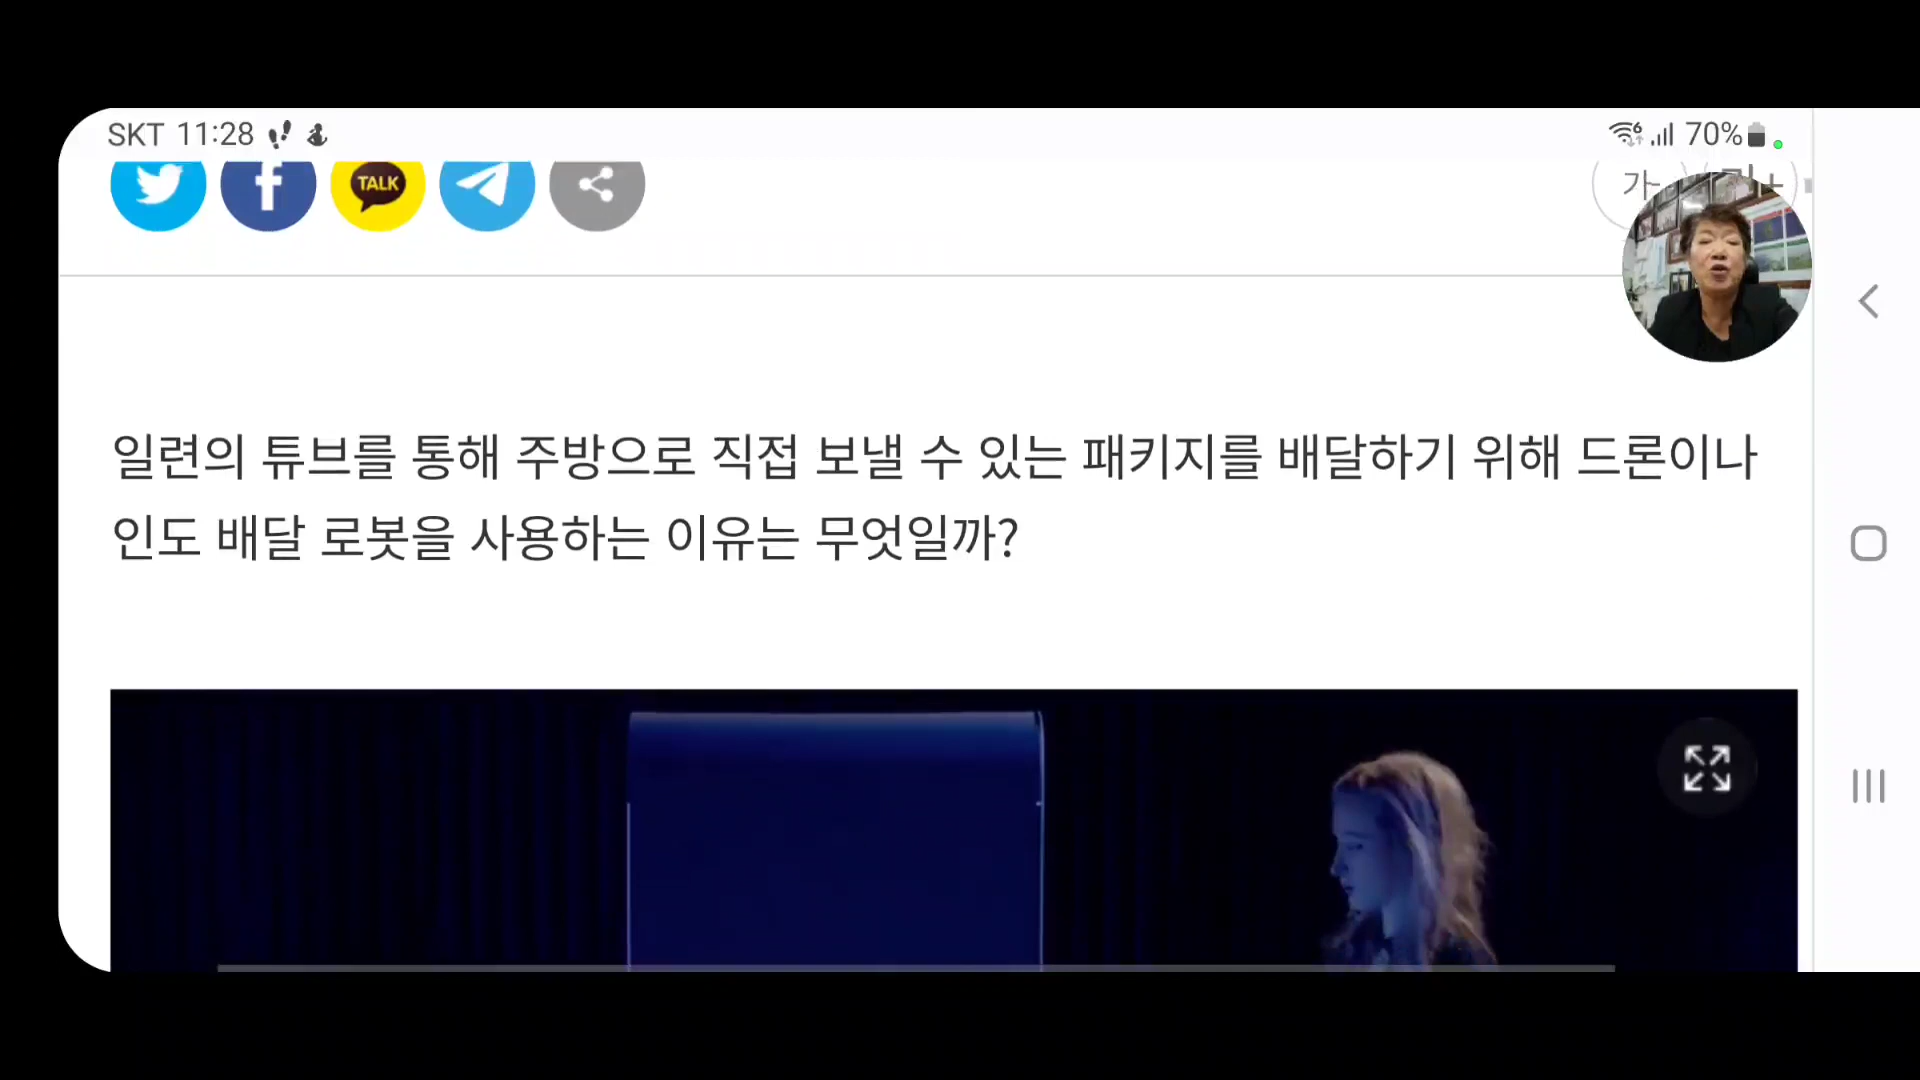 SKT 11:28
70%
TALK
일련의 튜브를 통해 주방으로 직접 보낼 수 있는 패키지를 배달하기 위해 드론이나
인도 배달 로봇을 사용하는 이유는 무엇일까?